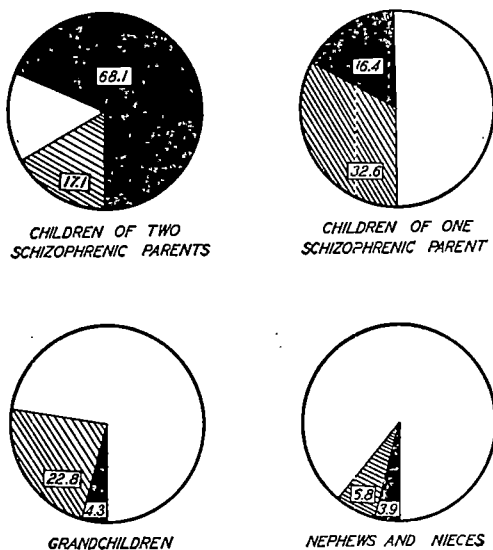 68.1
17.1
CHILDREN OF TWO
SCHIZOPHRENIC PARENTS
16.4
32.6
CHILDREN OF ONE
SCHIZOPHRENIC PARENT
22.8
4.3
GRANDCHILDREN
5.8
3.9
NEPHEWS AND NIECES